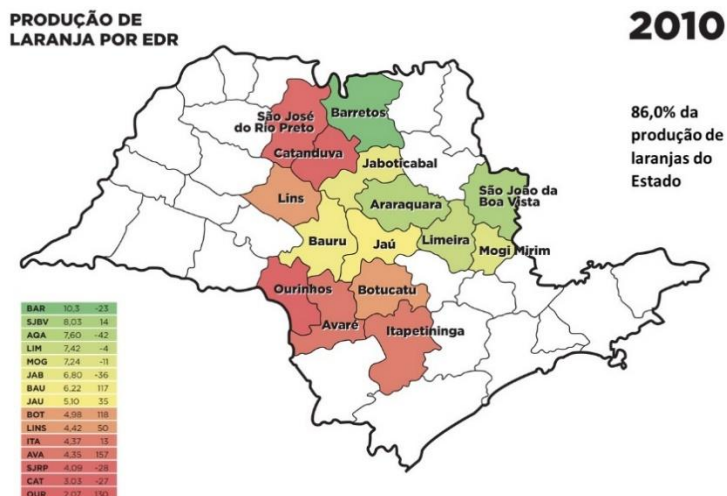 PRODUÇÃO DE
LARANJA POR EDR
2010
86,0% da
produção de
laranjas do
Estado
São José
do Rio Preto
Barretos
Catanduva
Jaboticabal
São João da
Boa Vista
Lins
Araraquara
Bauru
Jaú
Limeira
Mogi Mirim
Ourinhos
Botucatu
Avaré
Itapetininga
BAR 10,3 -23
SJBV 8,03 14
AQA 7,60 -42
LIM 7,42 -4
MOG 7,24 -11
JAB 6,80 -36
BAU 6,22 117
JAU 5,10 35
BOT 4,98 118
LINS 4,42 50
ITA 4,37 13
AVA 4,35 157
SJRP 4,09 -28
CAT 3,03 -27
OUR 2,07 130